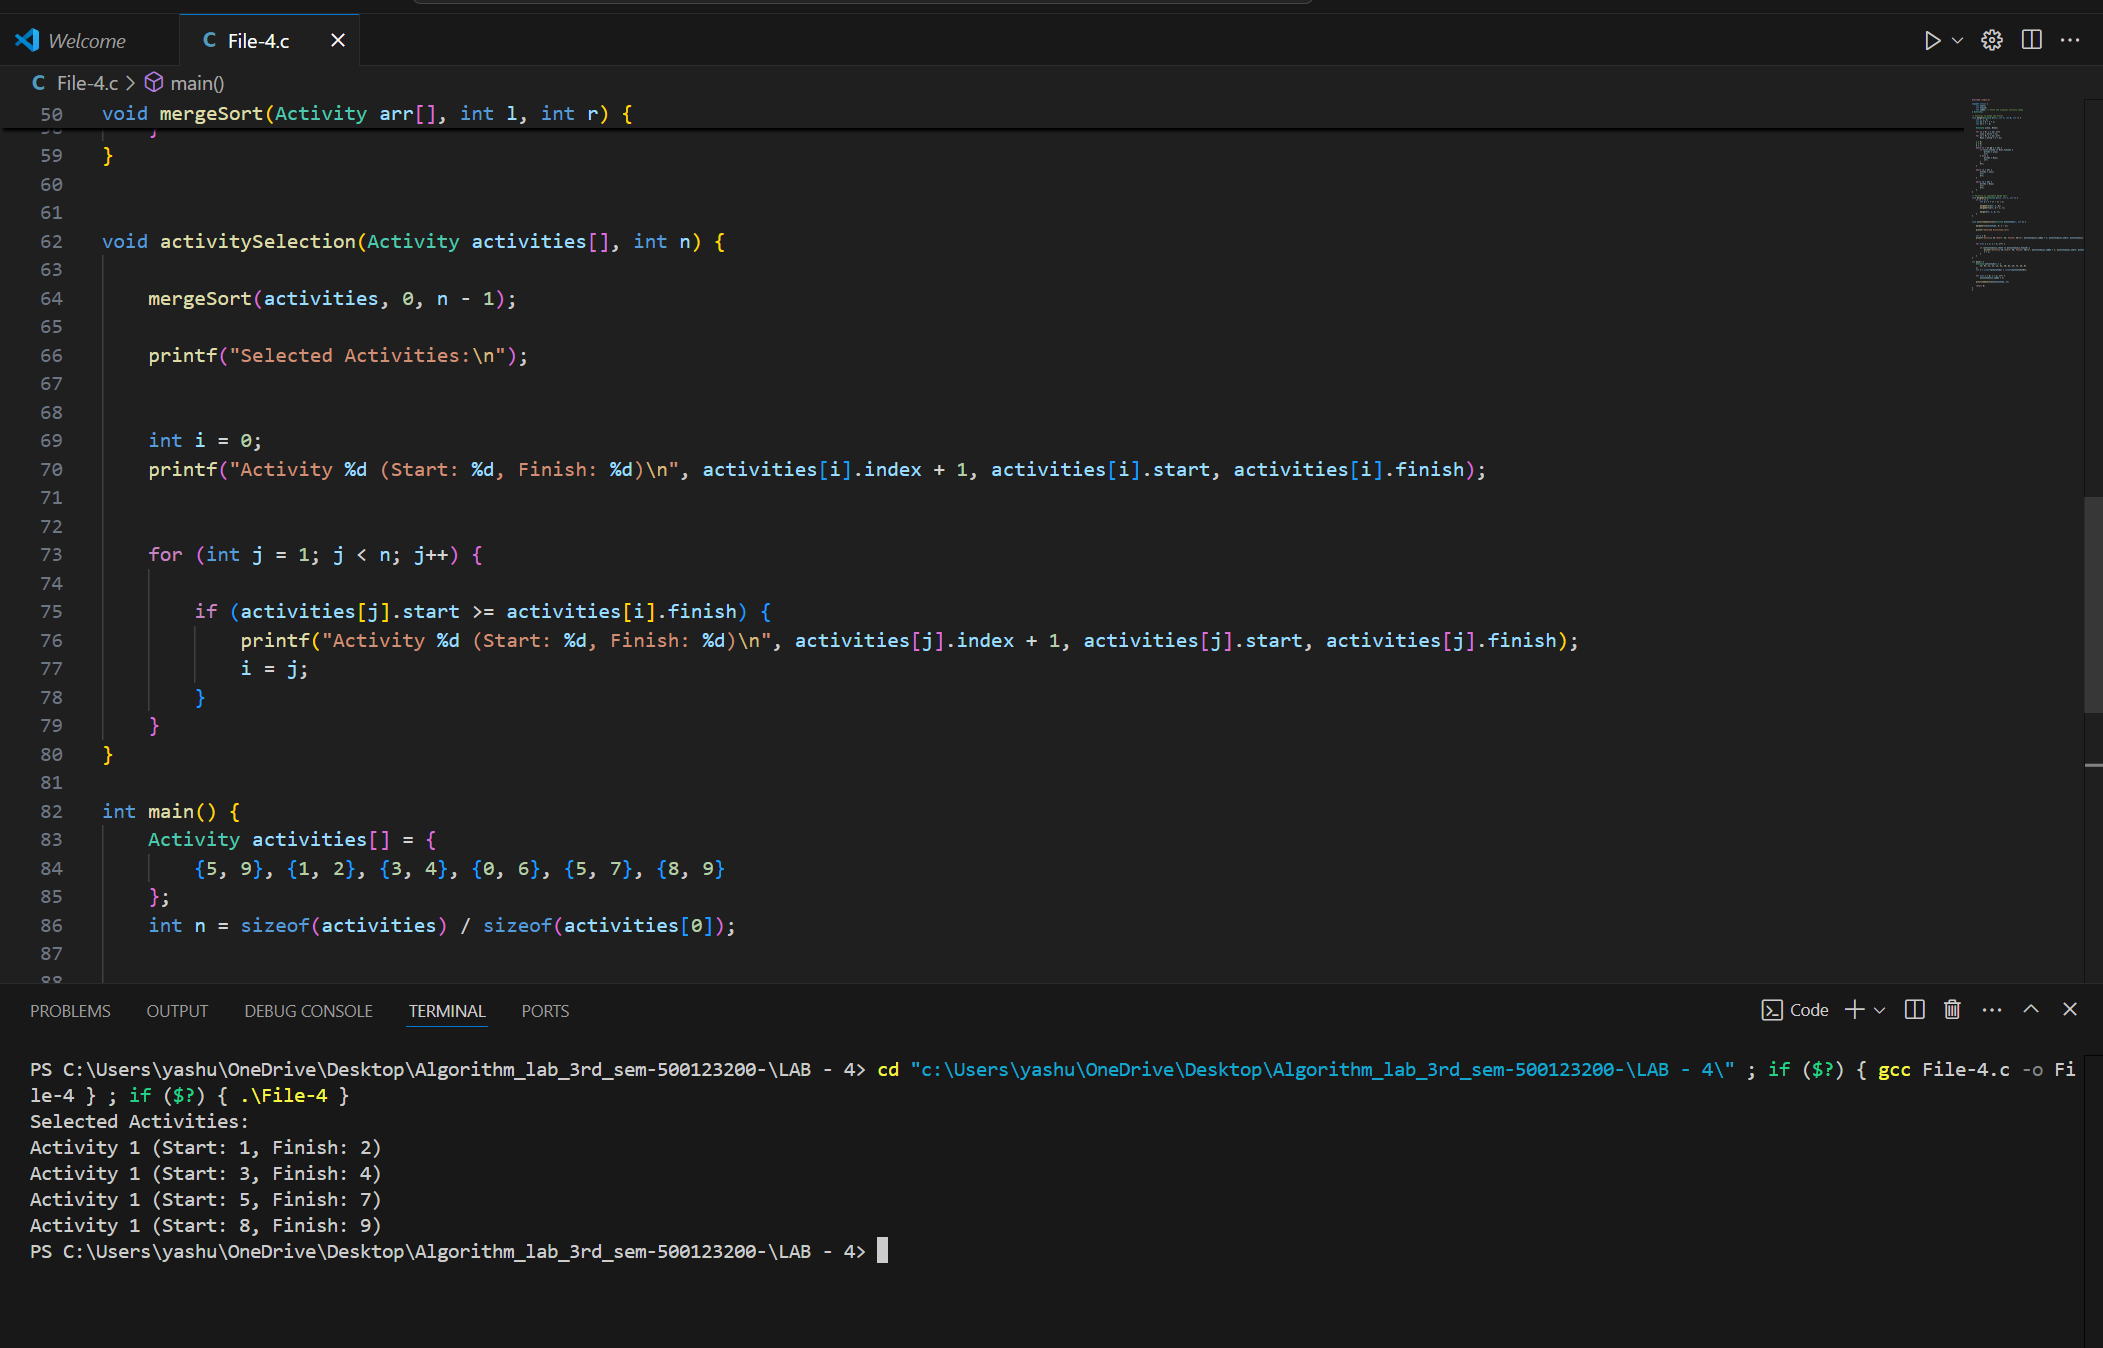 Welcome
C File-4.c
C File-4.c > main()
50 void mergeSort(Activity arr[], int l, int r) {
59 }
60
61
62 void activitySelection(Activity activities[], int n) {
63
64     mergeSort(activities, 0, n - 1);
65
66     printf("Selected Activities:\n");
67
68
69     int i = 0;
70     printf("Activity %d (Start: %d, Finish: %d)\n", activities[i].index + 1, activities[i].start, activities[i].finish);
71
72
73     for (int j = 1; j < n; j++) {
74
75         if (activities[j].start >= activities[i].finish) {
76             printf("Activity %d (Start: %d, Finish: %d)\n", activities[j].index + 1, activities[j].start, activities[j].finish);
77             i = j;
78         }
79     }
80 }
81
82 int main() {
83     Activity activities[] = {
84         {5, 9}, {1, 2}, {3, 4}, {0, 6}, {5, 7}, {8, 9}
85     };
86     int n = sizeof(activities) / sizeof(activities[0]);
87
88
PROBLEMS OUTPUT DEBUG CONSOLE TERMINAL PORTS Code
PS C:\Users\yashu\OneDrive\Desktop\Algorithm_lab_3rd_sem-500123200-\LAB - 4> cd "c:\Users\yashu\OneDrive\Desktop\Algorithm_lab_3rd_sem-500123200-\LAB - 4\" ; if ($?) { gcc File-4.c -o Fi
le-4 } ; if ($?) { .\File-4 }
Selected Activities:
Activity 1 (Start: 1, Finish: 2)
Activity 1 (Start: 3, Finish: 4)
Activity 1 (Start: 5, Finish: 7)
Activity 1 (Start: 8, Finish: 9)
PS C:\Users\yashu\OneDrive\Desktop\Algorithm_lab_3rd_sem-500123200-\LAB - 4>